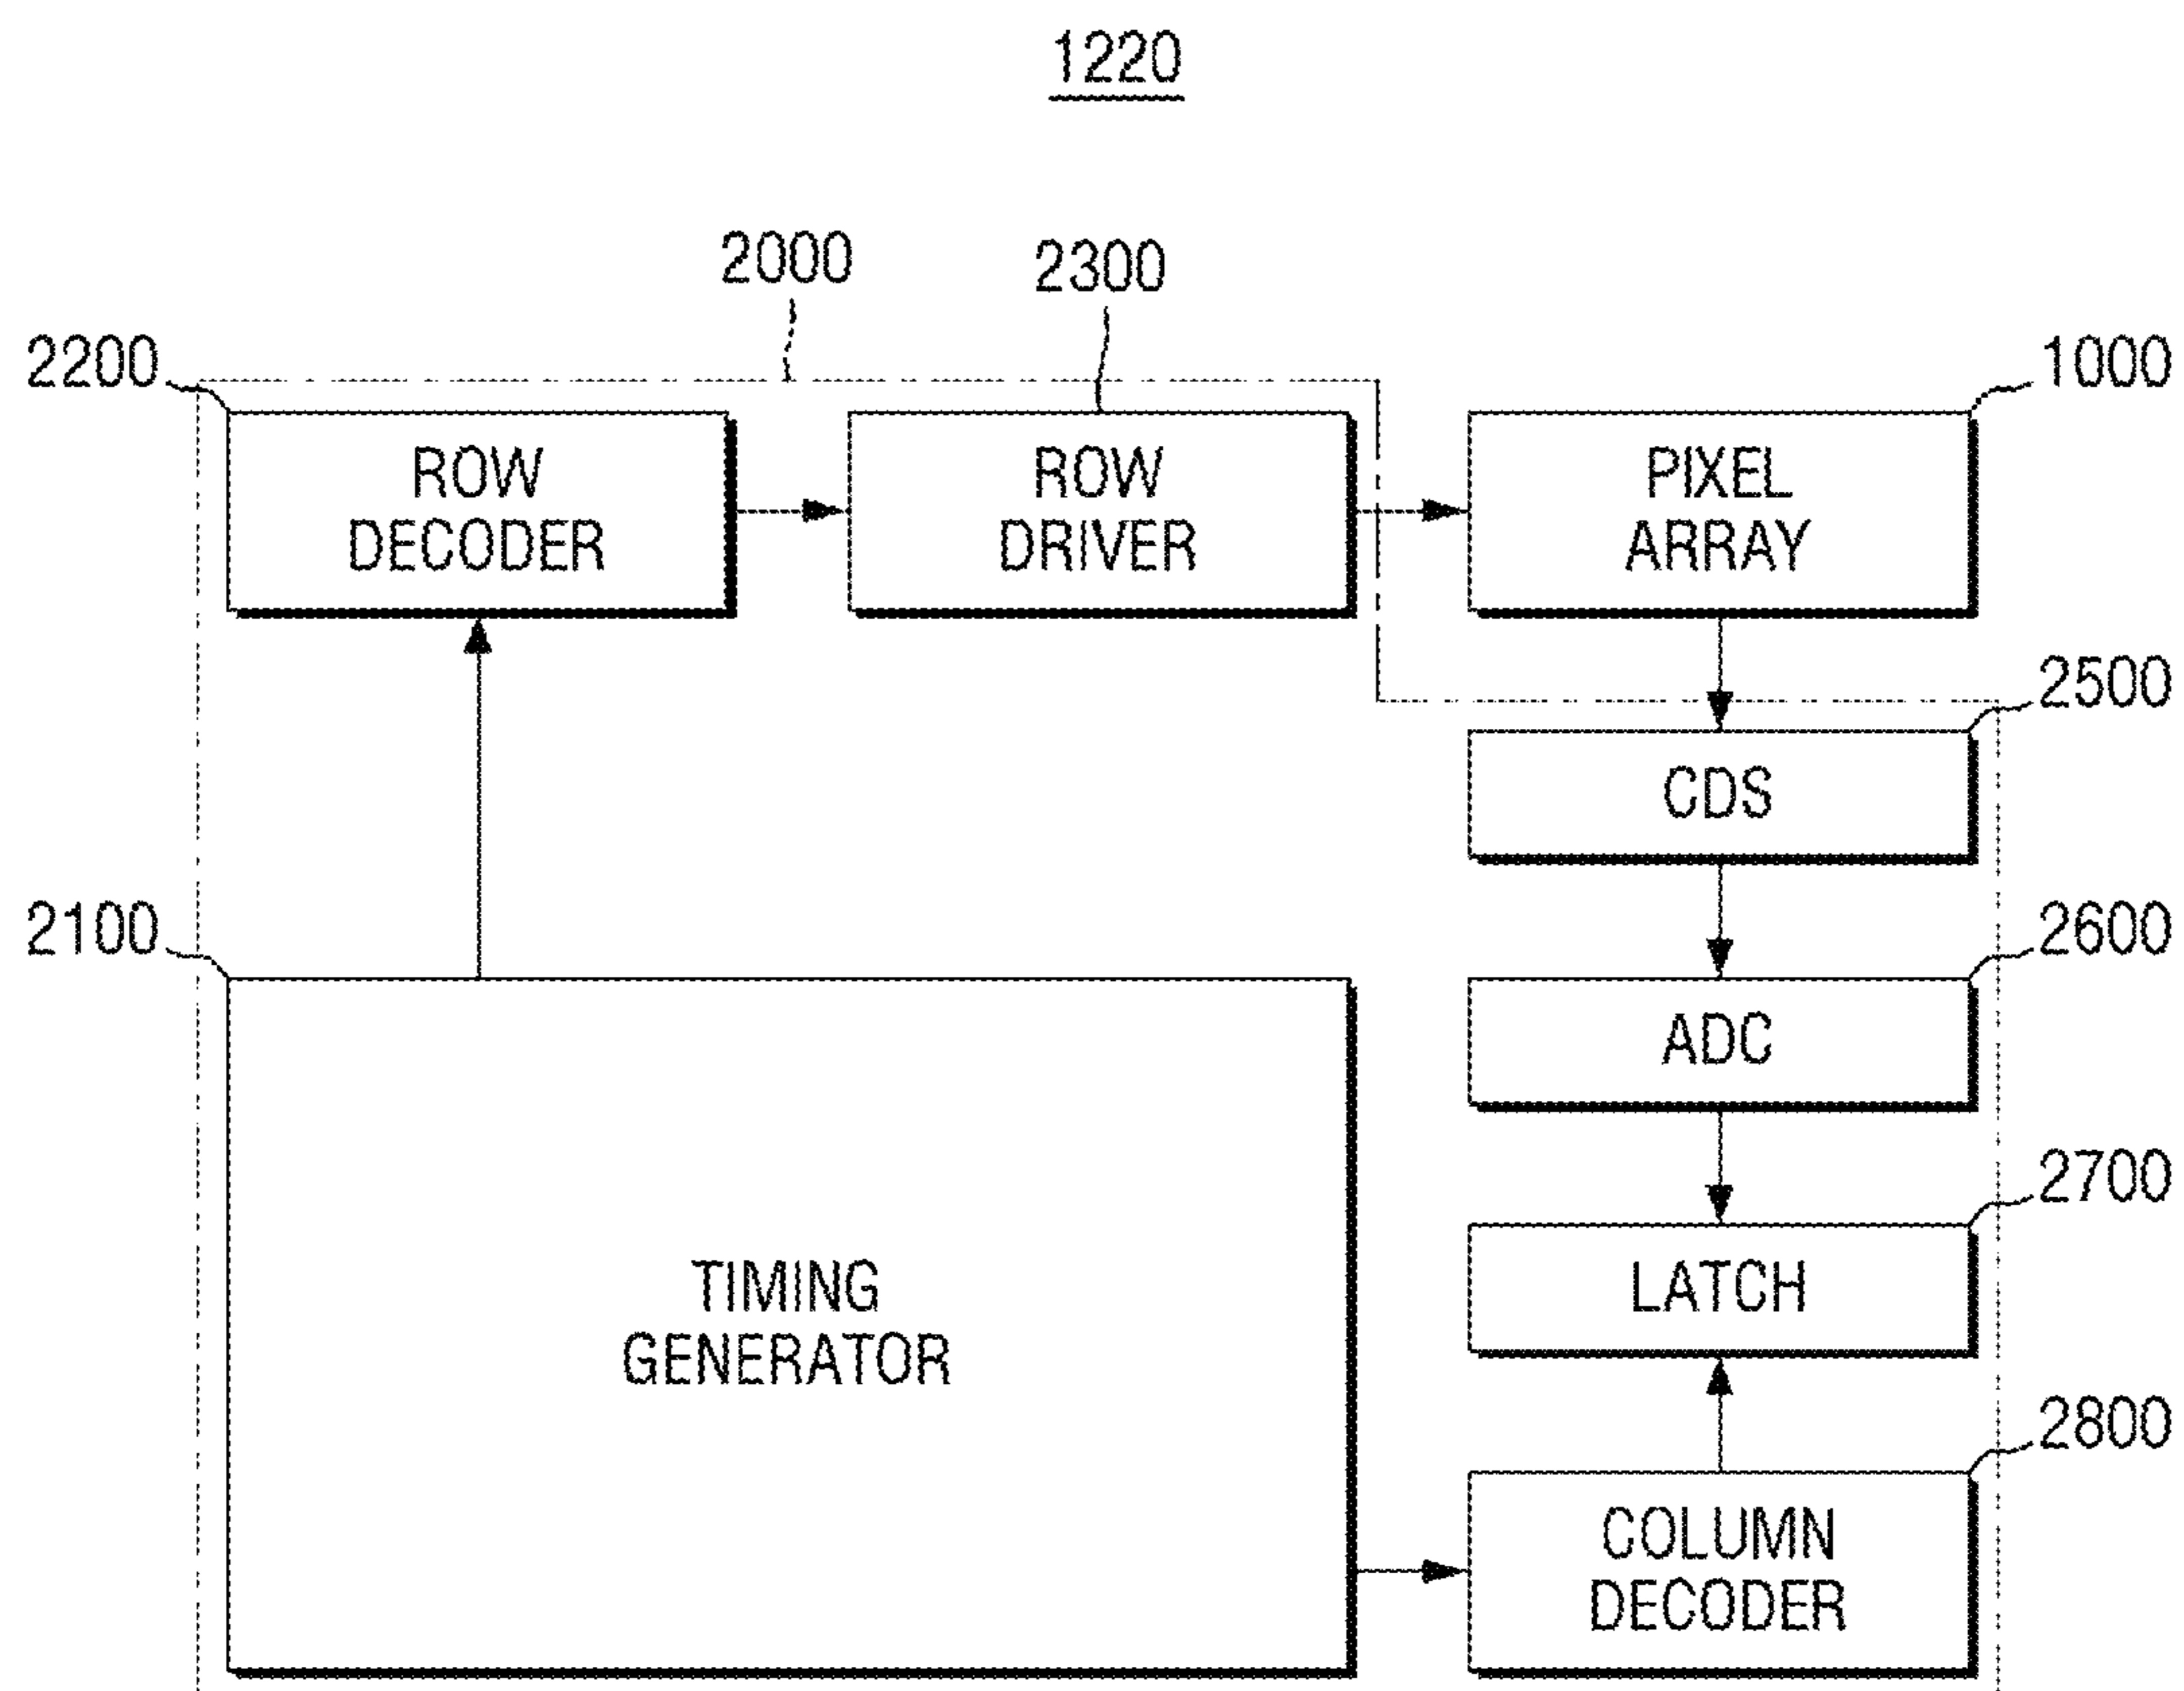 1220
2000
2300
2200
1000
ROW
DECODER
ROW
DRIVER
PIXEL
ARRAY
2500
CDS
2100
2600
ADC
2700
LATCH
TIMING
GENERATOR
2800
COLUMN
DECODER